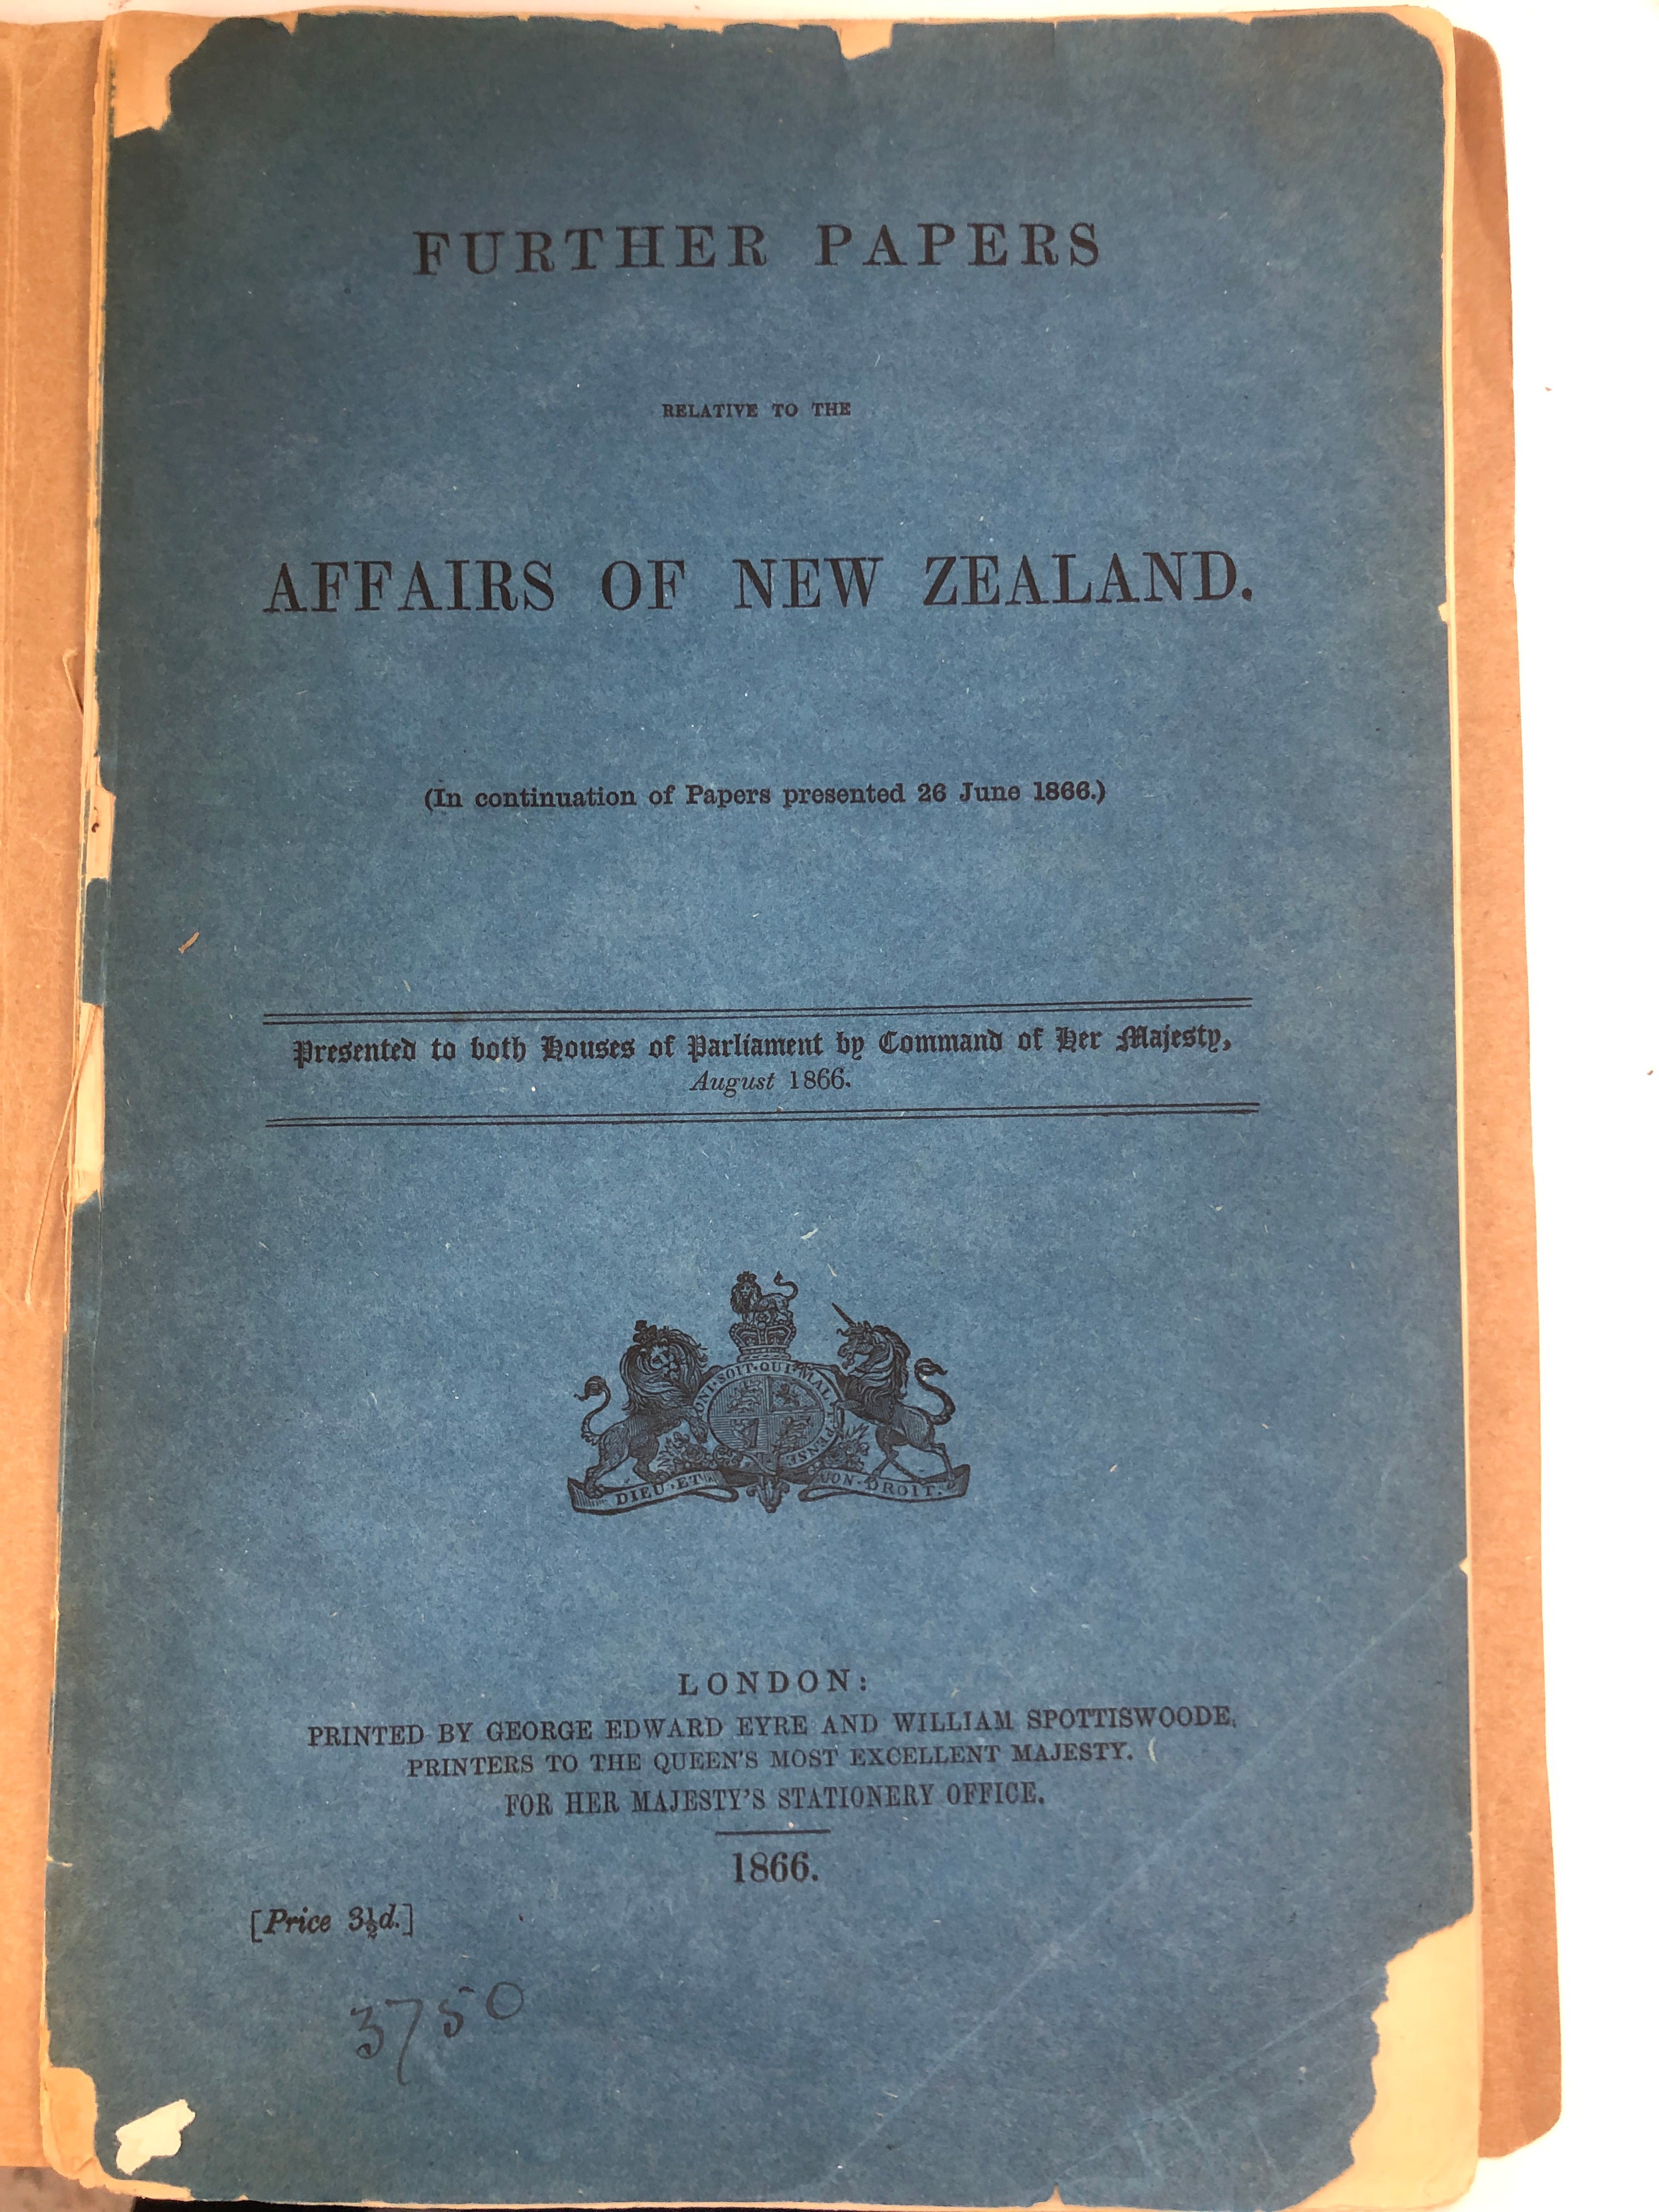 FURTHER PAPERS
RELATIVE TO THE
AFFAIRS OF NEW ZEALAND.
(In continuation of Papers presented 26 June 1866.)
Presented to both Houses of Parliament by Command of Her Majesty,
August 1866.
ONI·SOIT·QUI·MAL·Y·PENSE
DIEU·ET MON·DROIT.
LONDON:
PRINTED BY GEORGE EDWARD EYRE AND WILLIAM SPOTTISWOODE,
PRINTERS TO THE QUEEN'S MOST EXCELLENT MAJESTY.
FOR HER MAJESTY'S STATIONERY OFFICE.
1866.
[Price 3½d.]
3750